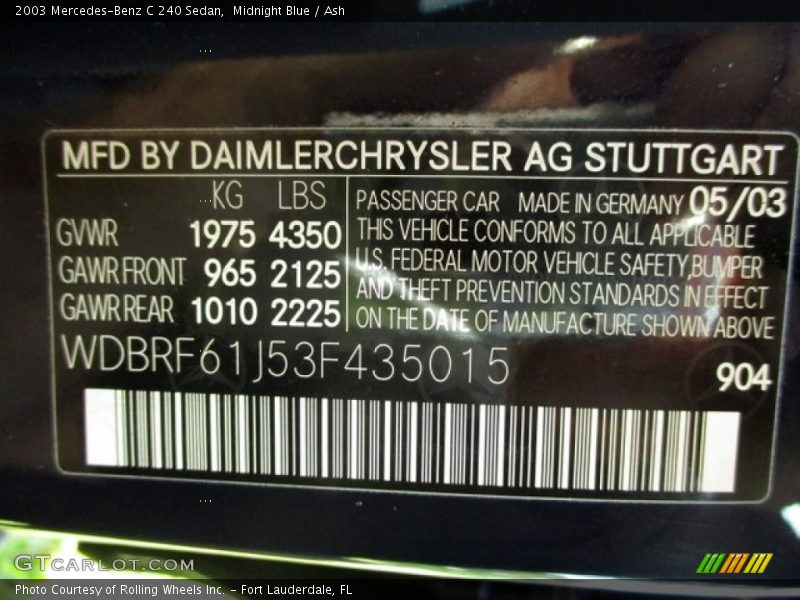 2003 Mercedes-Benz C 240 Sedan, Midnight Blue / Ash
MFD BY DAIMLERCHRYSLER AG STUTTGART
KG LBS
GVWR 1975 4350
GAWR FRONT 965 2125
GAWR REAR 1010 2225
PASSENGER CAR MADE IN GERMANY 05/03
THIS VEHICLE CONFORMS TO ALL APPLICABLE
U.S. FEDERAL MOTOR VEHICLE SAFETY,BUMPER
AND THEFT PREVENTION STANDARDS IN EFFECT
ON THE DATE OF MANUFACTURE SHOWN ABOVE
WDBRF61J53F435015
904
GTCARLOT.COM
Photo Courtesy of Rolling Wheels Inc. - Fort Lauderdale, FL